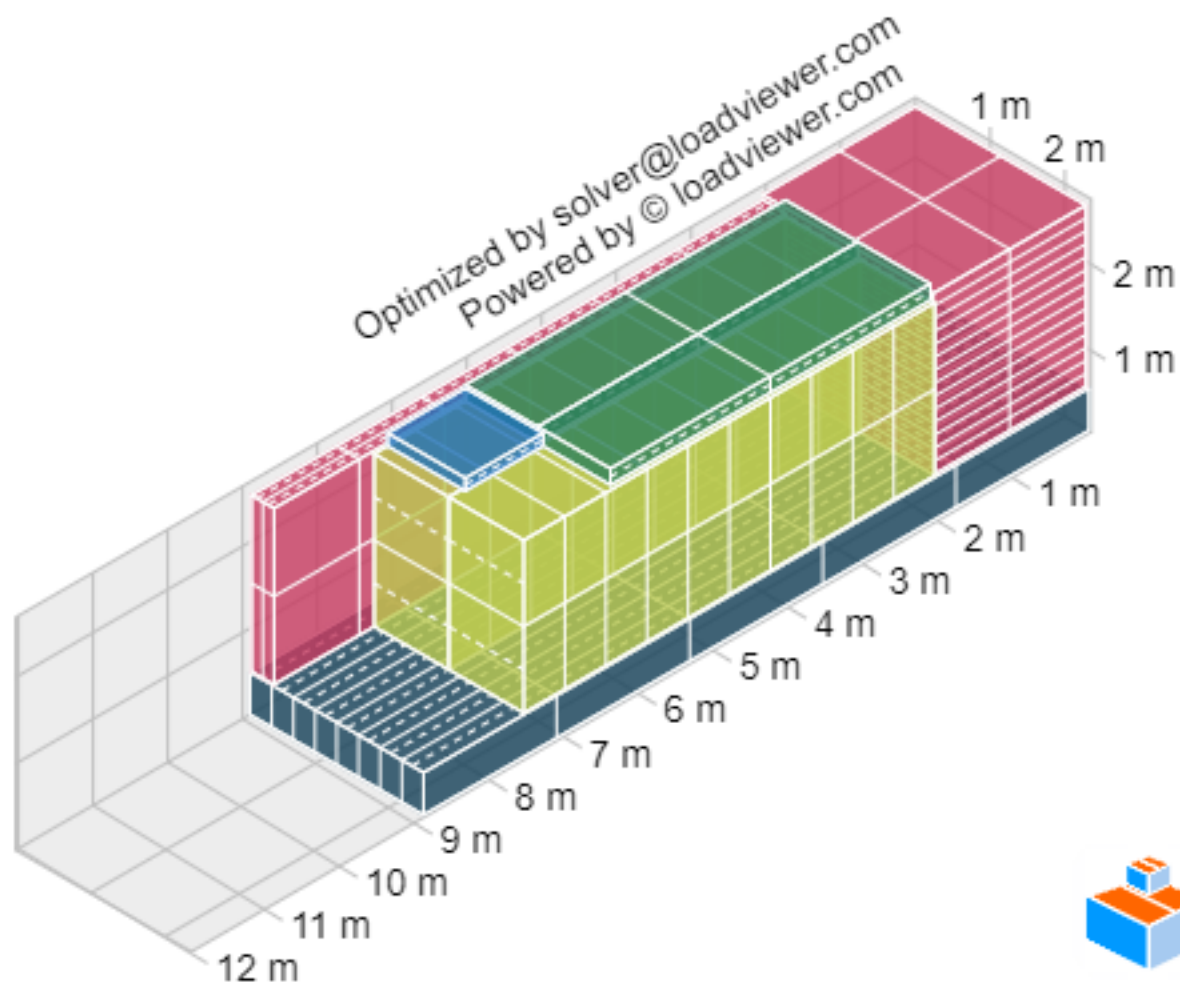 Optimized by solver@loadviewer.com
Powered by © loadviewer.com
1 m
2 m
2 m
1 m
1 m
2 m
3 m
4 m
5 m
6 m
7 m
8 m
9 m
10 m
11 m
12 m